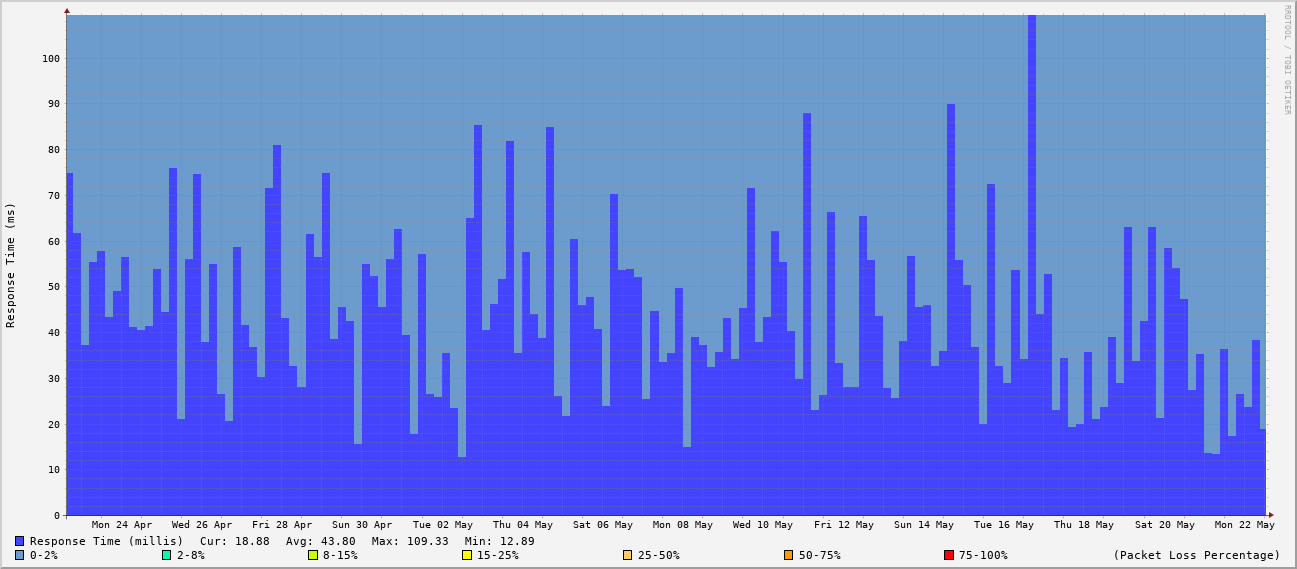 RRDTOOL / TOBI OETIKER
Response Time (ms)
100
90
80
70
60
50
40
30
20
10
0
Mon 24 Apr Wed 26 Apr Fri 28 Apr Sun 30 Apr Tue 02 May Thu 04 May Sat 06 May Mon 08 May Wed 10 May Fri 12 May Sun 14 May Tue 16 May Thu 18 May Sat 20 May Mon 22 May
Response Time (millis) Cur: 18.88 Avg: 43.80 Max: 109.33 Min: 12.89
0-2% 2-8% 8-15% 15-25% 25-50% 50-75% 75-100% (Packet Loss Percentage)